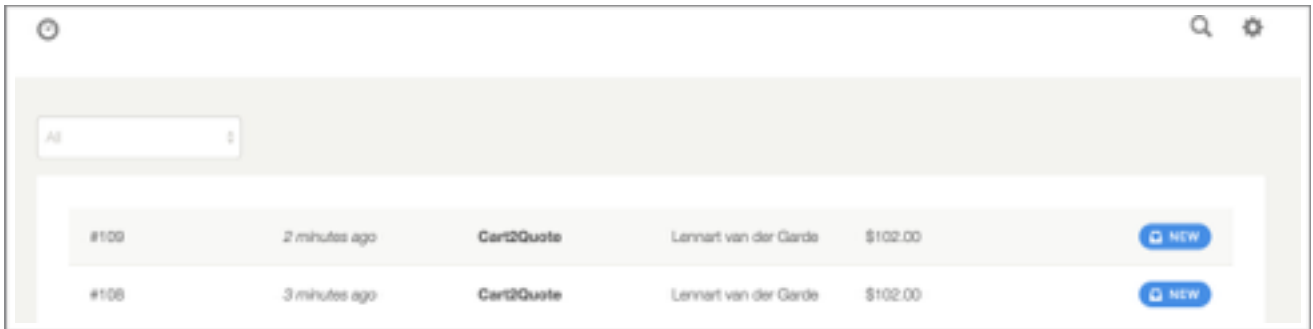 All
#109 2 minutes ago Cart2Quote Lennart van der Garde $102.00 NEW
#108 3 minutes ago Cart2Quote Lennart van der Garde $102.00 NEW